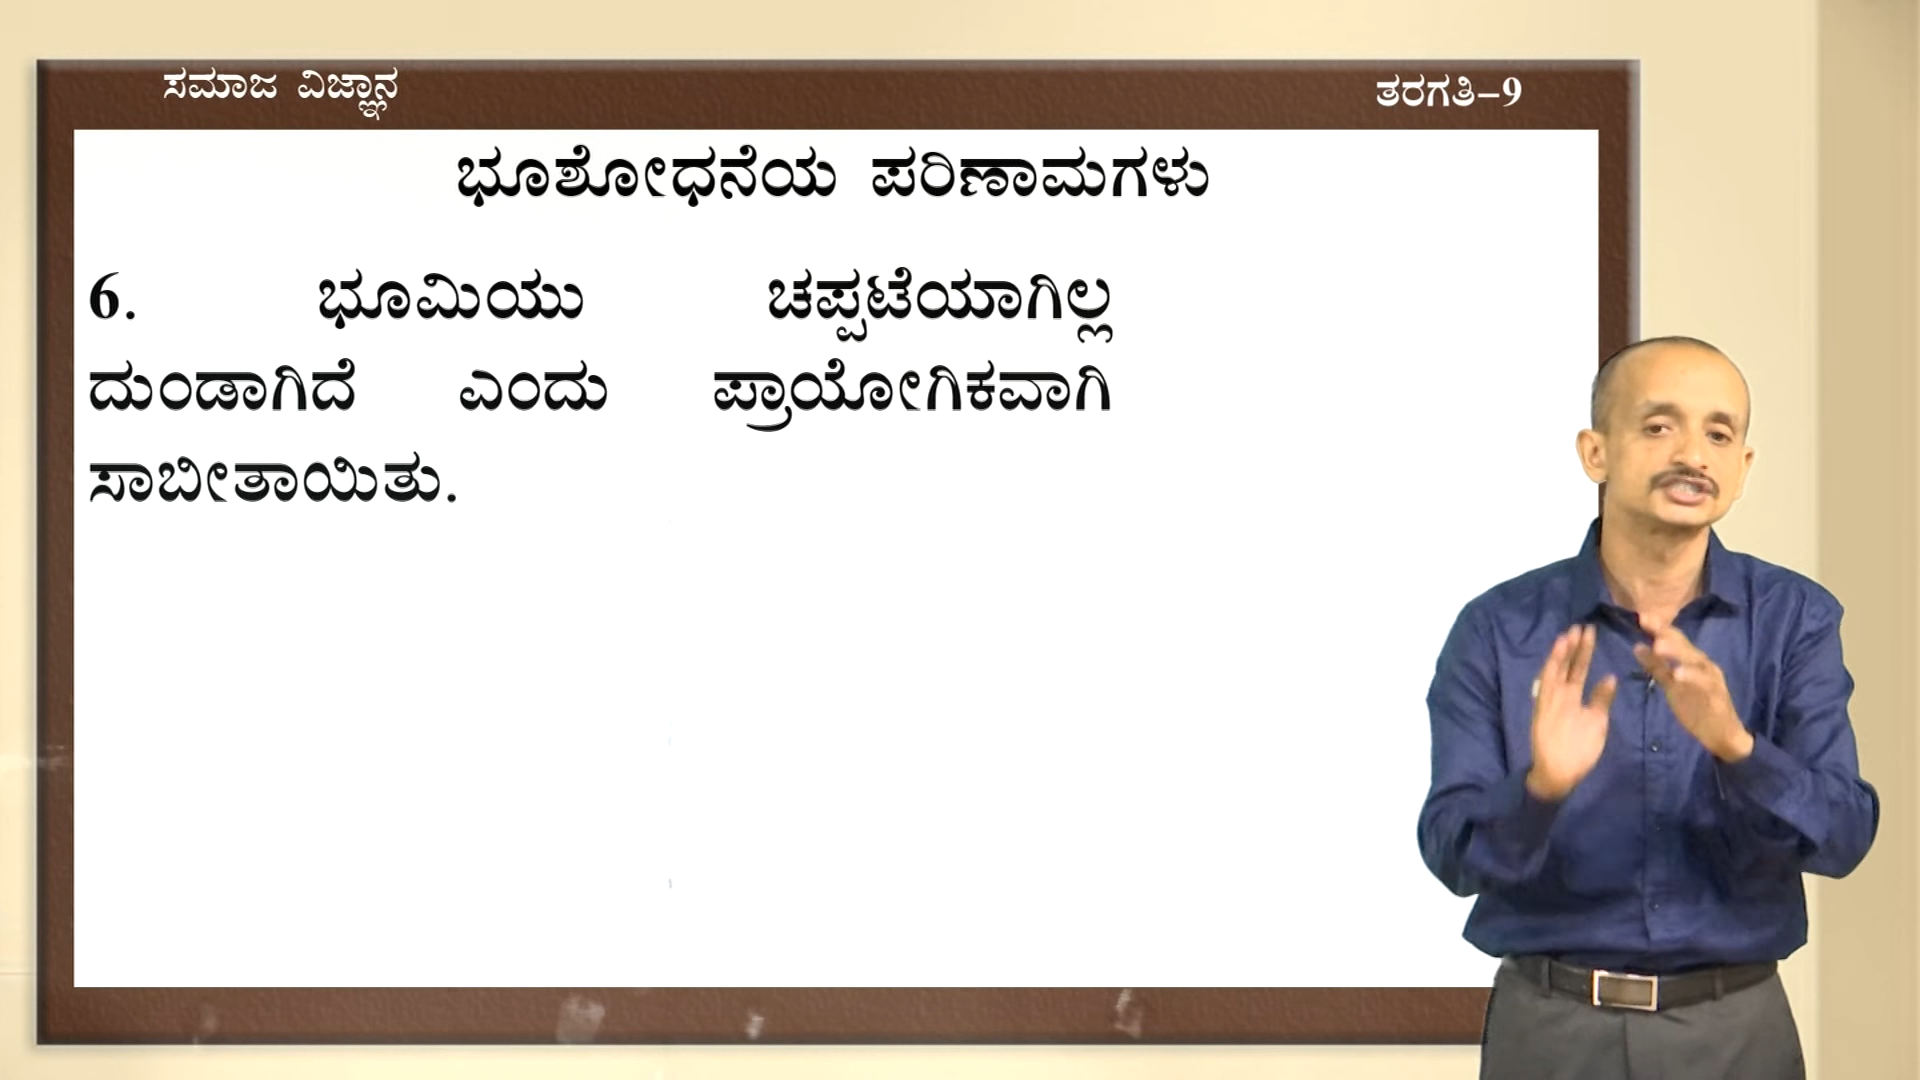 ಸಮಾಜ ವಿಜ್ಞಾನ
ತರಗತಿ–9
ಭೂಶೋಧನೆಯ ಪರಿಣಾಮಗಳು
6. ಭೂಮಿಯು ಚಪ್ಪಟೆಯಾಗಿಲ್ಲ
ದುಂಡಾಗಿದೆ ಎಂದು ಪ್ರಾಯೋಗಿಕವಾಗಿ
ಸಾಬೀತಾಯಿತು.